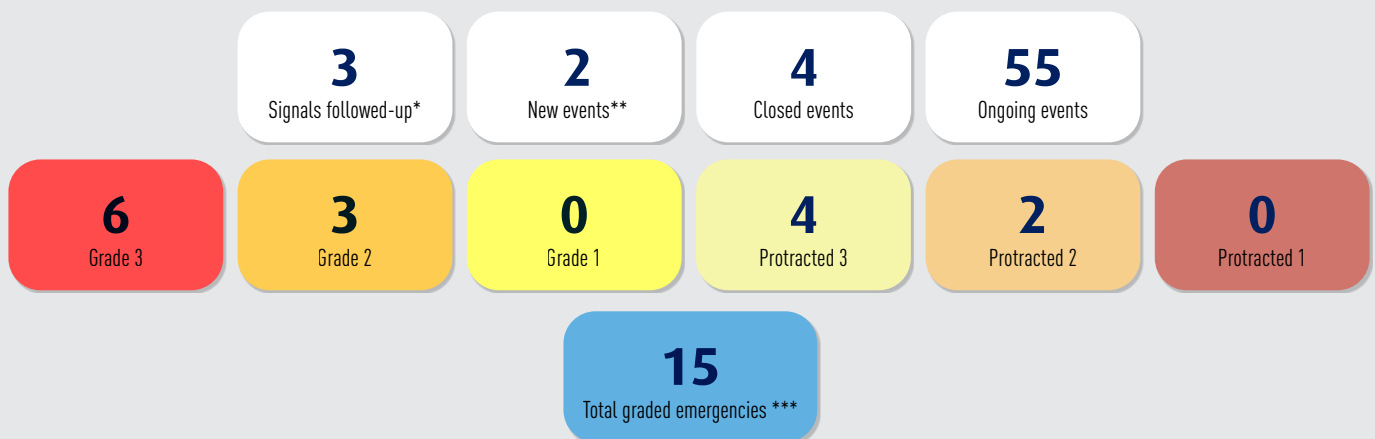 3
Signals followed-up*
2
New events**
4
Closed events
55
Ongoing events
6
Grade 3
3
Grade 2
0
Grade 1
4
Protracted 3
2
Protracted 2
0
Protracted 1
15
Total graded emergencies ***